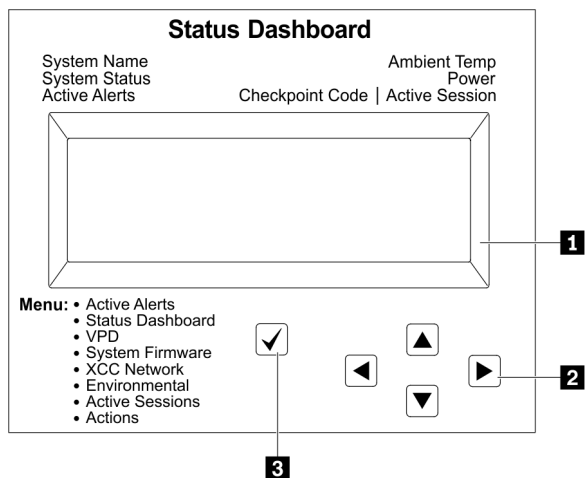 Status Dashboard
System Name
System Status
Active Alerts
Ambient Temp
Power
Checkpoint Code | Active Session
1
Menu: • Active Alerts
• Status Dashboard
• VPD
• System Firmware
• XCC Network
• Environmental
• Active Sessions
• Actions
2
3